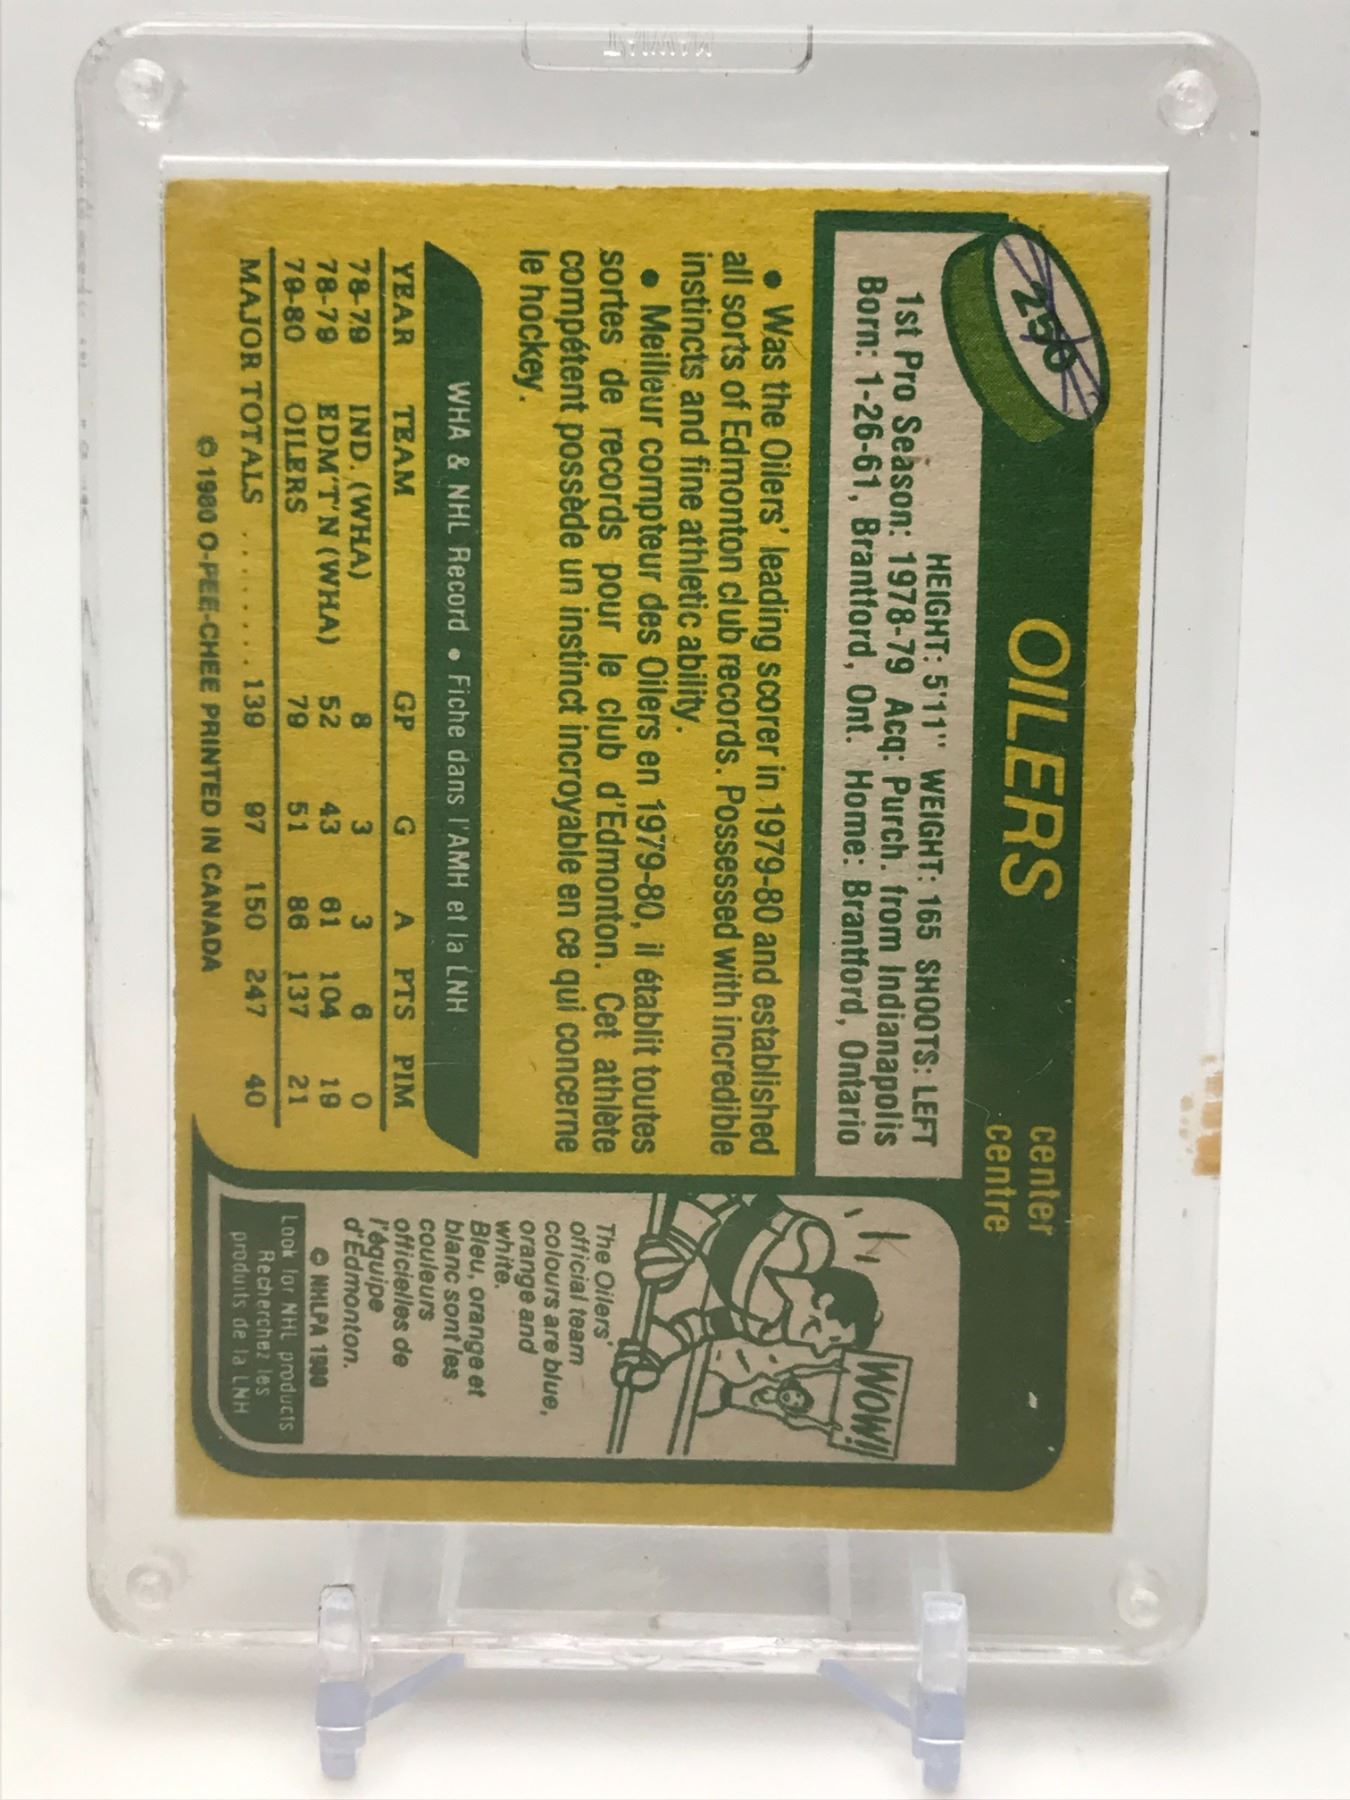 250
OILERS
center
centre
HEIGHT: 5'11" WEIGHT: 165 SHOOTS: LEFT
1st Pro Season: 1978-79 Acq: Purch. from Indianapolis
Born: 1-26-61, Brantford, Ont. Home: Brantford, Ontario
• Was the Oilers' leading scorer in 1979-80 and established
all sorts of Edmonton club records. Possessed with incredible
instincts and fine athletic ability.
• Meilleur compteur des Oilers en 1979-80, il établit toutes
sortes de records pour le club d'Edmonton. Cet athlète
compétent possède un instinct incroyable en ce qui concerne
le hockey.
WHA & NHL Record • Fiche dans l'AMH et la LNH
YEAR TEAM GP G A PTS PIM
78-79 IND. (WHA) 8 3 3 6 0
78-79 EDM'T'N (WHA) 52 43 61 104 19
79-80 OILERS 79 51 86 137 21
MAJOR TOTALS ........ 139 97 150 247 40
© 1980 O-PEE-CHEE PRINTED IN CANADA
WOW!!
The Oilers'
official team
colours are blue,
orange and
white.
Bleu, orange et
blanc sont les
couleurs
officielles de
l'équipe
d'Edmonton.
© NHLPA 1980
Look for NHL products
Recherchez les
produits de la LNH